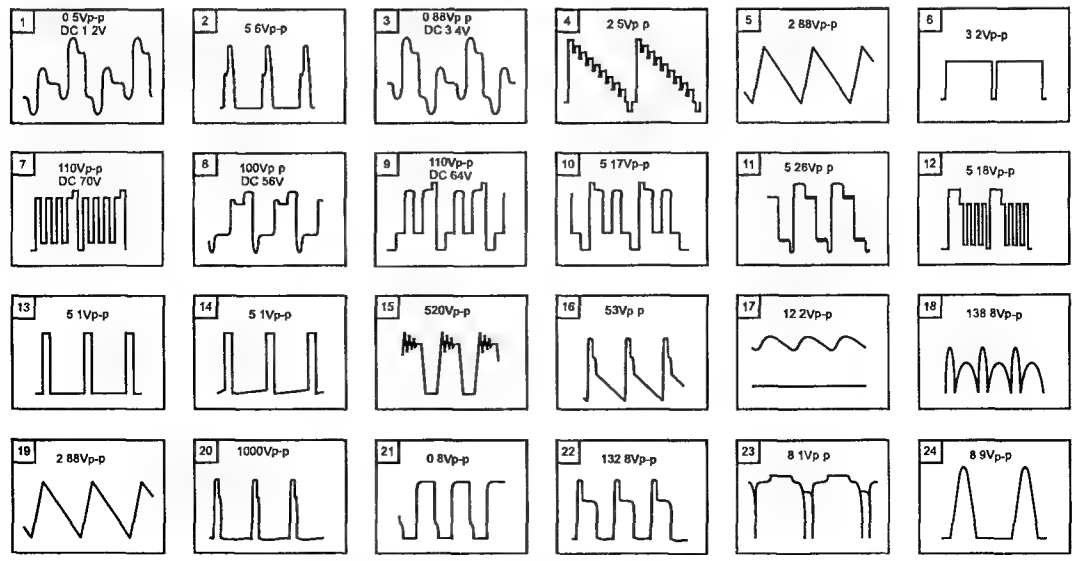 1
0 5Vp-p
DC 1 2V
2
5 6Vp-p
3
0 88Vp p
DC 3 4V
4
2 5Vp p
5
2 88Vp-p
6
3 2Vp-p
7
110Vp-p
DC 70V
8
100Vp p
DC 56V
9
110Vp-p
DC 64V
10
5 17Vp-p
11
5 26Vp p
12
5 18Vp-p
13
5 1Vp-p
14
5 1Vp-p
15
520Vp-p
16
53Vp p
17
12 2Vp-p
18
138 8Vp-p
19
2 88Vp-p
20
1000Vp-p
21
0 8Vp-p
22
132 8Vp-p
23
8 1Vp p
24
8 9Vp-p